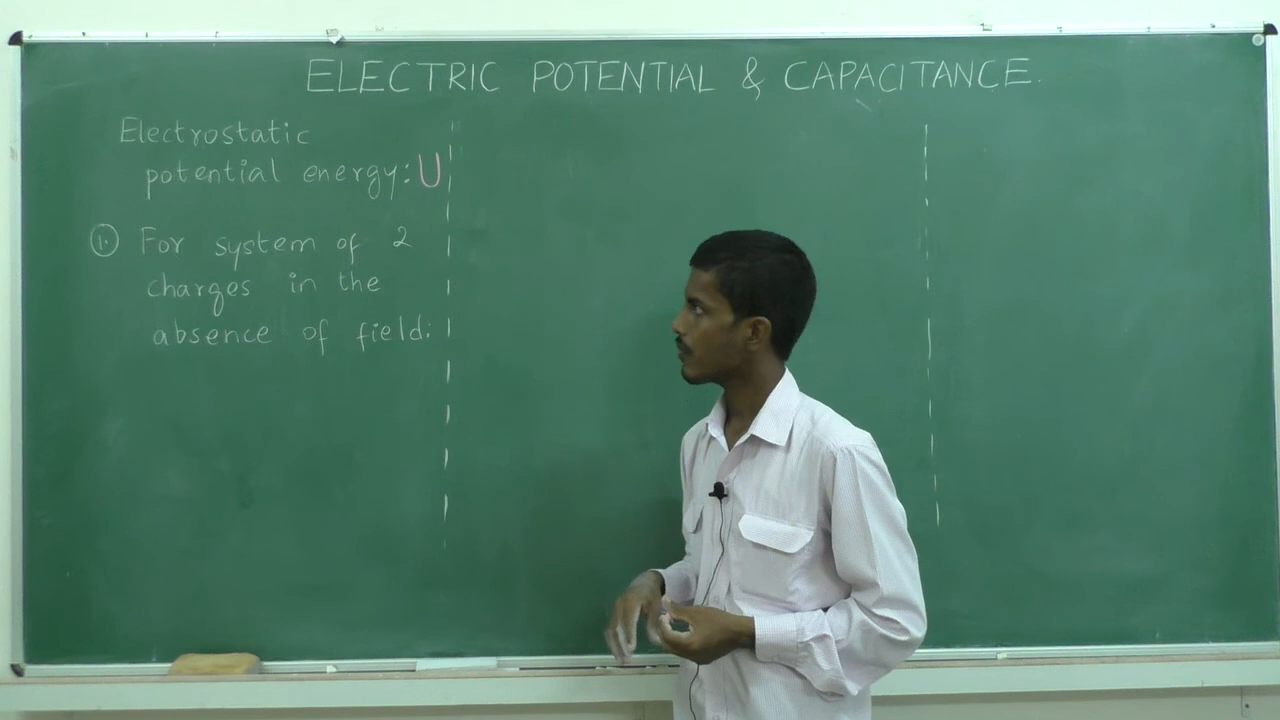 ELECTRIC POTENTIAL & CAPACITANCE.
Electrostatic
potential energy: U
1. For system of 2
charges in the
absence of field: